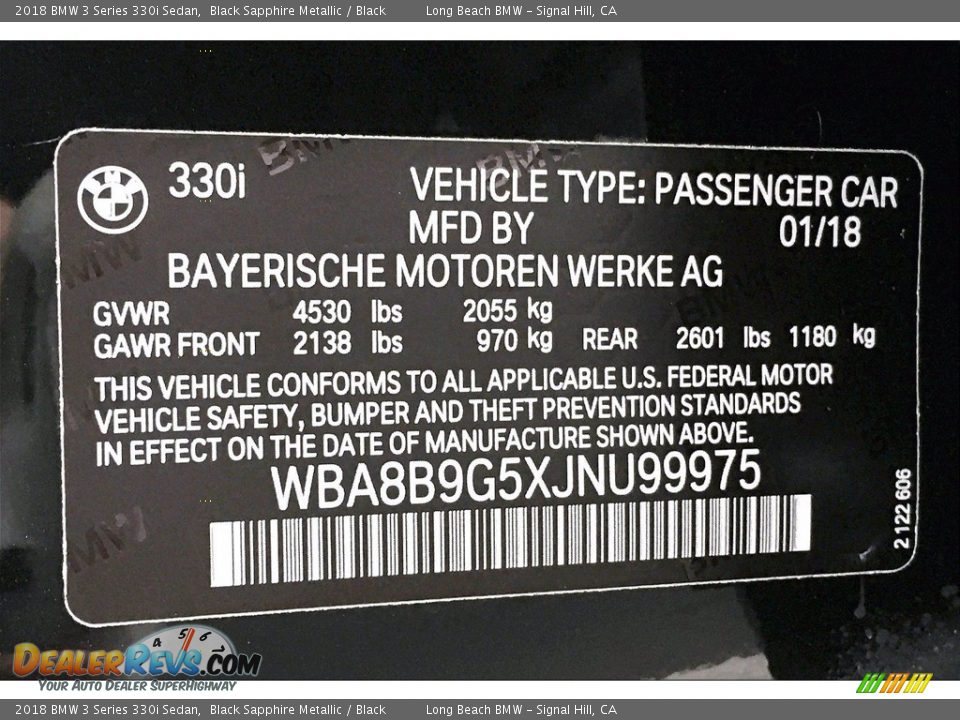 2018 BMW 3 Series 330i Sedan, Black Sapphire Metallic / Black Long Beach BMW - Signal Hill, CA
330i
VEHICLE TYPE: PASSENGER CAR
MFD BY 01/18
BAYERISCHE MOTOREN WERKE AG
GVWR 4530 lbs 2055 kg
GAWR FRONT 2138 lbs 970 kg REAR 2601 lbs 1180 kg
THIS VEHICLE CONFORMS TO ALL APPLICABLE U.S. FEDERAL MOTOR
VEHICLE SAFETY, BUMPER AND THEFT PREVENTION STANDARDS
IN EFFECT ON THE DATE OF MANUFACTURE SHOWN ABOVE.
WBA8B9G5XJNU99975
2 122 606
4 5 6
DEALERREVS.COM
YOUR AUTO DEALER SUPERHIGHWAY
2018 BMW 3 Series 330i Sedan, Black Sapphire Metallic / Black Long Beach BMW - Signal Hill, CA